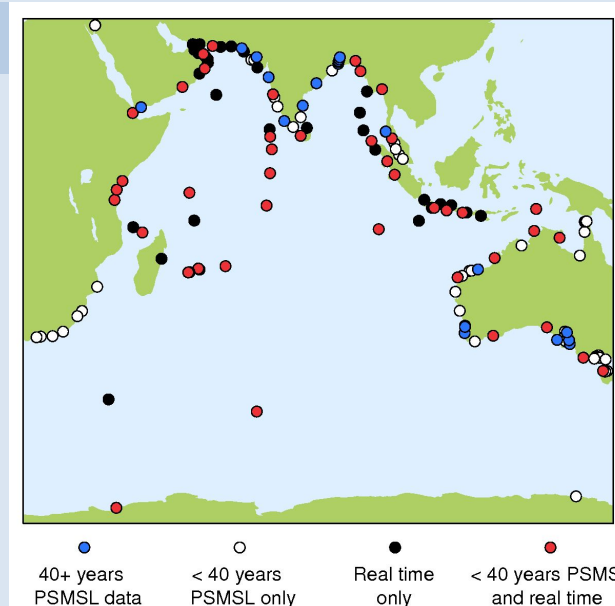 40+ years
PSMSL data
< 40 years
PSMSL only
Real time
only
< 40 years PSMS
and real time